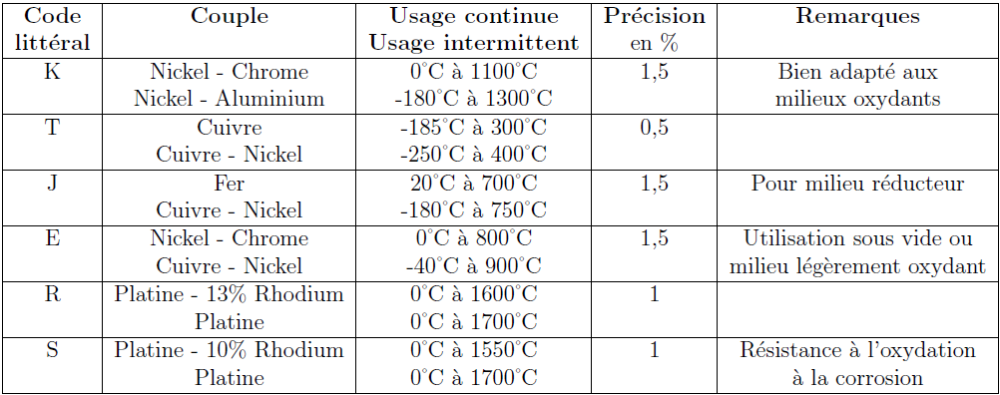 Code Couple Usage continue Précision Remarques
littéral Usage intermittent en %
K Nickel - Chrome 0°C à 1100°C 1,5 Bien adapté aux
Nickel - Aluminium -180°C à 1300°C milieux oxydants
T Cuivre -185°C à 300°C 0,5
Cuivre - Nickel -250°C à 400°C
J Fer 20°C à 700°C 1,5 Pour milieu réducteur
Cuivre - Nickel -180°C à 750°C
E Nickel - Chrome 0°C à 800°C 1,5 Utilisation sous vide ou
Cuivre - Nickel -40°C à 900°C milieu légèrement oxydant
R Platine - 13% Rhodium 0°C à 1600°C 1
Platine 0°C à 1700°C
S Platine - 10% Rhodium 0°C à 1550°C 1 Résistance à l'oxydation
Platine 0°C à 1700°C à la corrosion